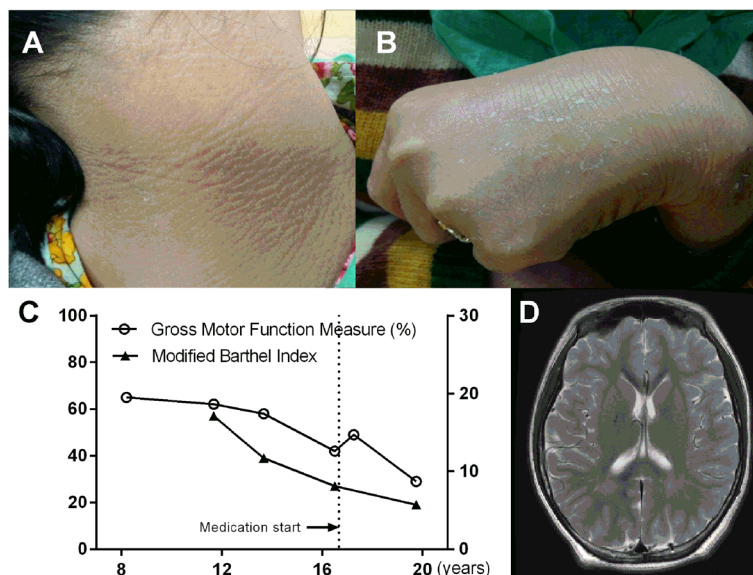 A
B
C
100
80
60
40
20
0
Gross Motor Function Measure (%)
Modified Barthel Index
Medication start
30
20
10
0
8
12
16
20 (years)
D